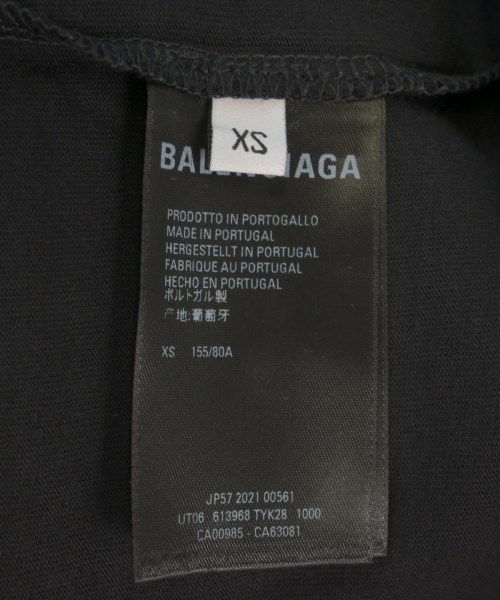 XS
BALENCIAGA
PRODOTTO IN PORTOGALLO
MADE IN PORTUGAL
HERGESTELLT IN PORTUGAL
FABRIQUE AU PORTUGAL
HECHO EN PORTUGAL
ポルトガル製
产地:葡萄牙
XS 155/80A
JP57 2021 00561
UT06 613968 TYK28 1000
CA00985 - CA63081